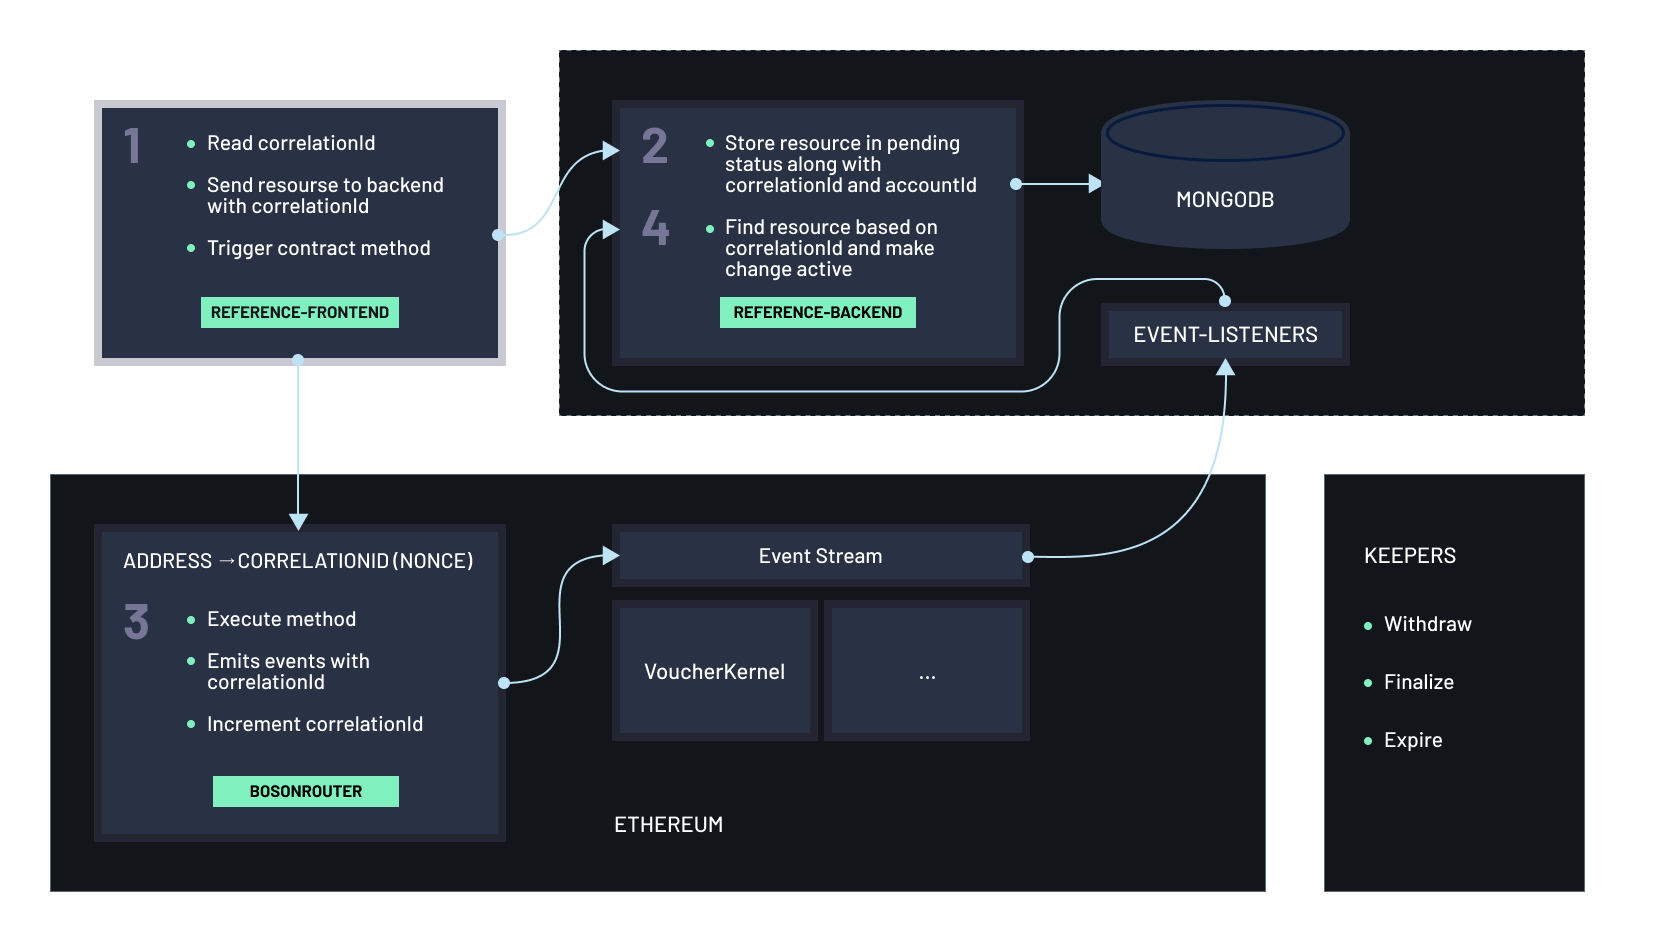 1
Read correlationId
Send resourse to backend
with correlationId
Trigger contract method
REFERENCE-FRONTEND
2
Store resource in pending
status along with
correlationId and accountId
4
Find resource based on
correlationId and make
change active
REFERENCE-BACKEND
MONGODB
EVENT-LISTENERS
ADDRESS →CORRELATIONID (NONCE)
3
Execute method
Emits events with
correlationId
Increment correlationId
BOSONROUTER
Event Stream
VoucherKernel
...
ETHEREUM
KEEPERS
Withdraw
Finalize
Expire